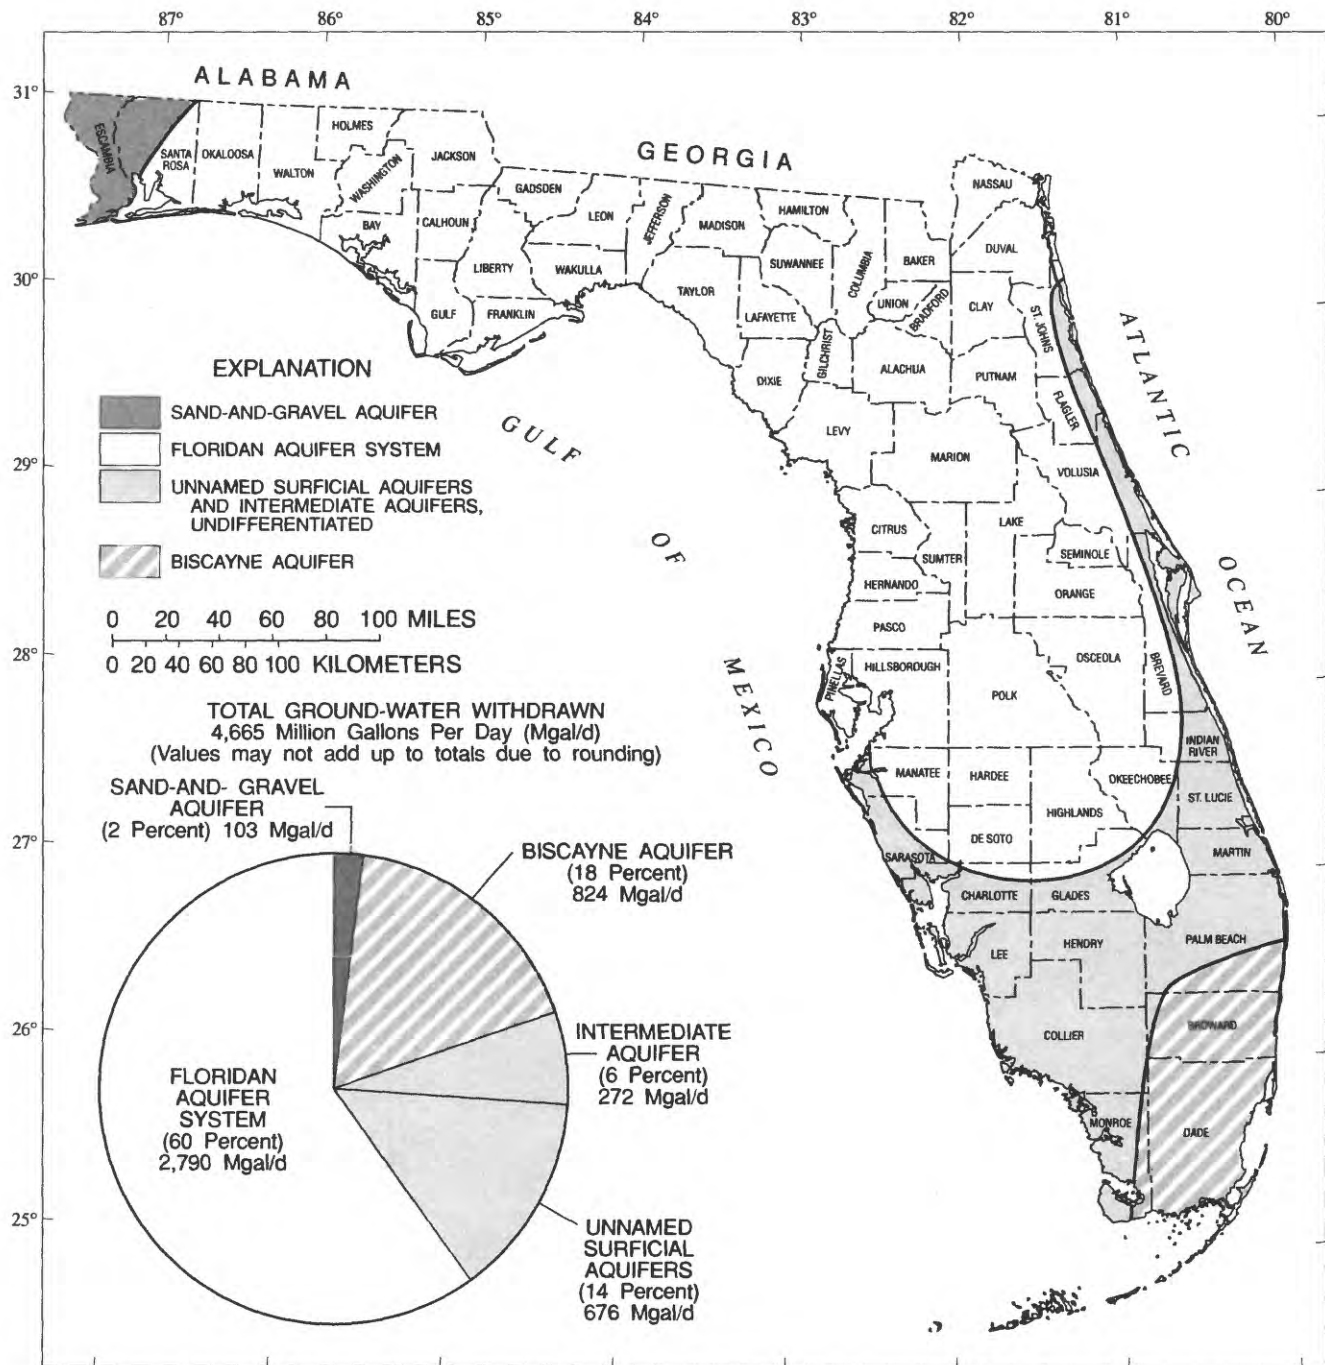 87° 86° 85° 84° 83° 82° 81° 80°
31°
30°
29°
28°
27°
26°
25°
ALABAMA
GEORGIA
ESCAMBIA
SANTA
ROSA
OKALOOSA
WALTON
HOLMES
WASHINGTON
JACKSON
BAY
CALHOUN
GULF
GADSDEN
LIBERTY
FRANKLIN
LEON
WAKULLA
JEFFERSON
MADISON
TAYLOR
HAMILTON
SUWANNEE
LAFAYETTE
DIXIE
GILCHRIST
COLUMBIA
BAKER
UNION
BRADFORD
NASSAU
DUVAL
CLAY
ST. JOHNS
ALACHUA
PUTNAM
FLAGLER
LEVY
MARION
VOLUSIA
CITRUS
SUMTER
LAKE
SEMINOLE
HERNANDO
ORANGE
PASCO
PINELLAS
HILLSBOROUGH
POLK
OSCEOLA
BREVARD
INDIAN
RIVER
MANATEE
HARDEE
HIGHLANDS
OKEECHOBEE
ST. LUCIE
SARASOTA
DE SOTO
MARTIN
CHARLOTTE
GLADES
LEE
HENDRY
PALM BEACH
COLLIER
BROWARD
MONROE
DADE
ATLANTIC
OCEAN
GULF
OF
MEXICO
EXPLANATION
SAND-AND-GRAVEL AQUIFER
FLORIDAN AQUIFER SYSTEM
UNNAMED SURFICIAL AQUIFERS
AND INTERMEDIATE AQUIFERS,
UNDIFFERENTIATED
BISCAYNE AQUIFER
0 20 40 60 80 100 MILES
0 20 40 60 80 100 KILOMETERS
TOTAL GROUND-WATER WITHDRAWN
4,665 Million Gallons Per Day (Mgal/d)
(Values may not add up to totals due to rounding)
SAND-AND- GRAVEL
AQUIFER
(2 Percent) 103 Mgal/d
BISCAYNE AQUIFER
(18 Percent)
824 Mgal/d
INTERMEDIATE
AQUIFER
(6 Percent)
272 Mgal/d
FLORIDAN
AQUIFER
SYSTEM
(60 Percent)
2,790 Mgal/d
UNNAMED
SURFICIAL
AQUIFERS
(14 Percent)
676 Mgal/d